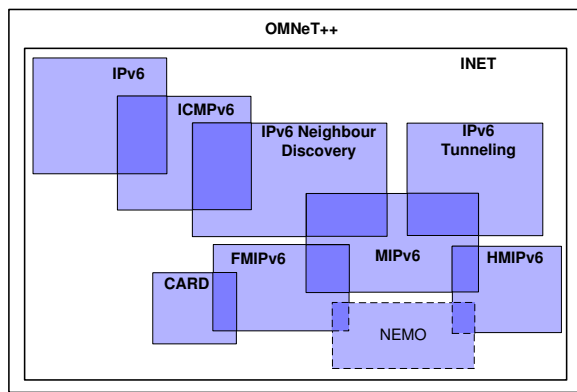 OMNeT++
INET
IPv6
ICMPv6
IPv6 Neighbour
Discovery
IPv6
Tunneling
FMIPv6
MIPv6
HMIPv6
CARD
NEMO